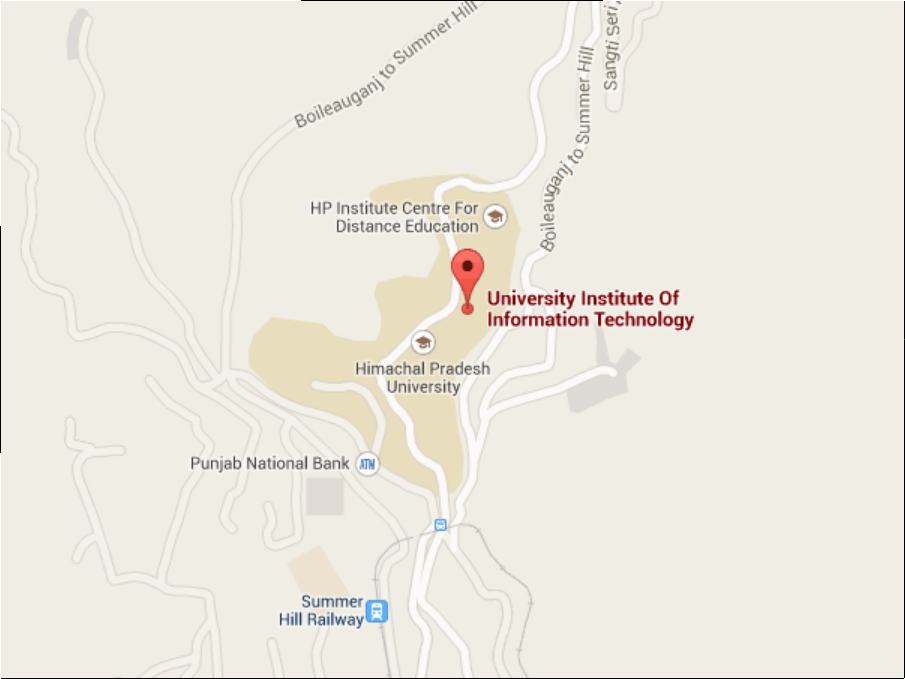 Boileauganj to Summer Hill
Sangti Seri,
Boileauganj to Summer Hill
HP Institute Centre For
Distance Education
University Institute Of
Information Technology
Himachal Pradesh
University
Punjab National Bank
ATM
Summer
Hill Railway